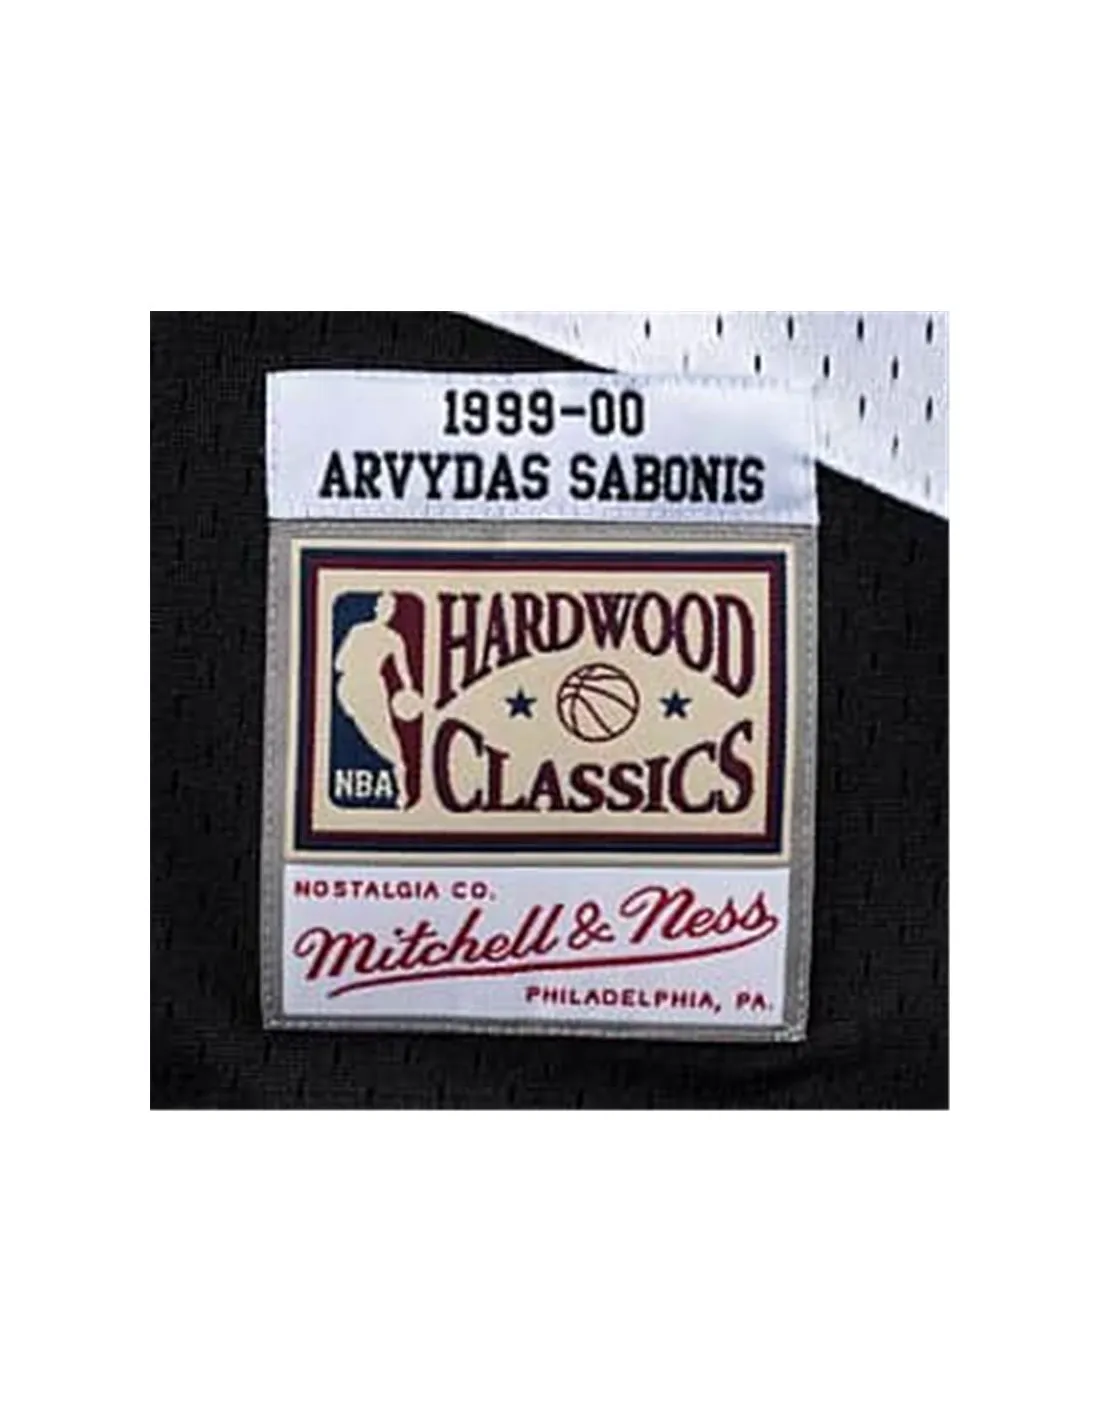 1999-00
ARVYDAS SABONIS
HARDWOOD
CLASSICS
NBA
NOSTALGIA CO.
Mitchell & Ness
PHILADELPHIA, PA.